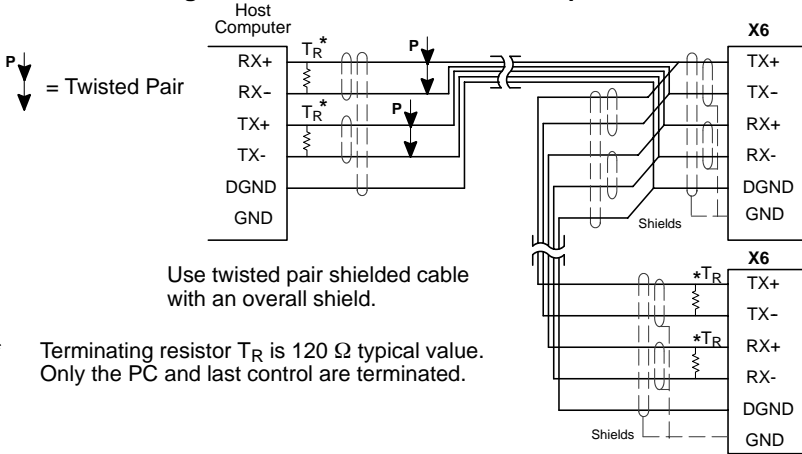 Host
Computer
X6
P
= Twisted Pair
RX+
RX-
TX+
TX-
DGND
GND
TR*
TR*
P
P
TX+
TX-
RX+
RX-
DGND
GND
Shields
X6
Use twisted pair shielded cable
with an overall shield.
*TR
*TR
TX+
TX-
RX+
RX-
DGND
GND
Shields
Terminating resistor TR is 120 Ω typical value.
Only the PC and last control are terminated.